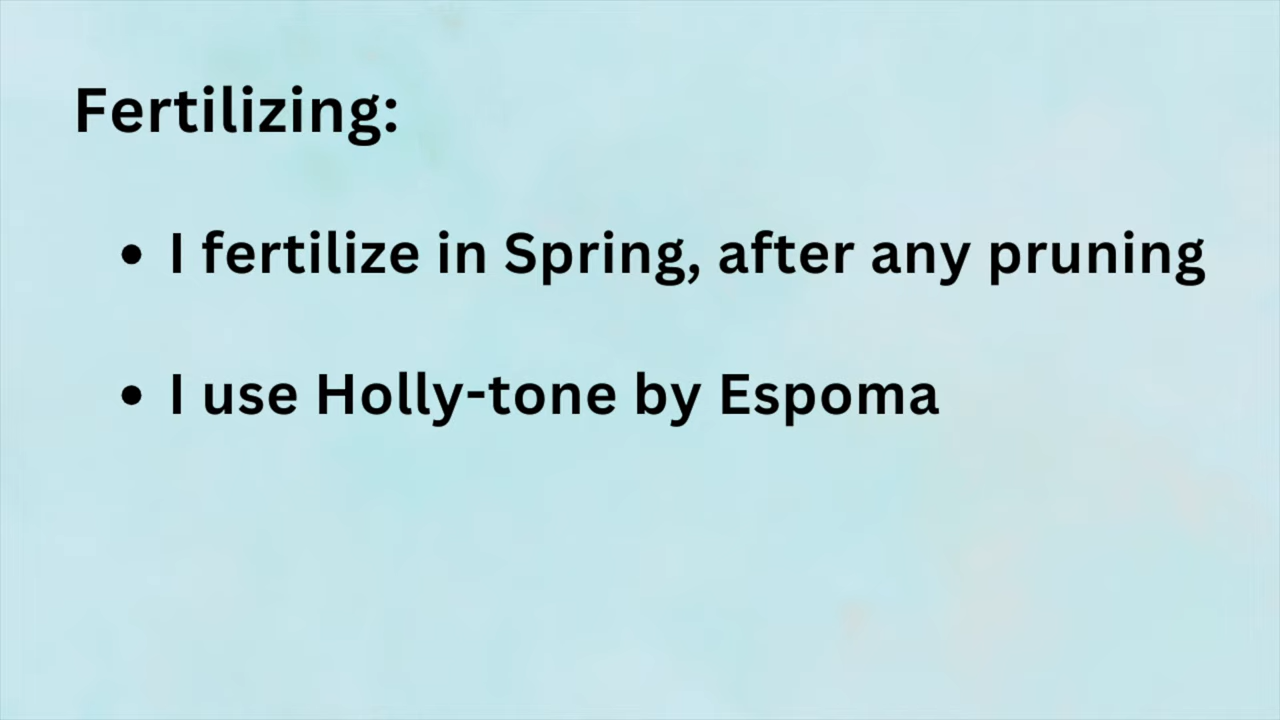 Fertilizing:
• I fertilize in Spring, after any pruning
• I use Holly-tone by Espoma